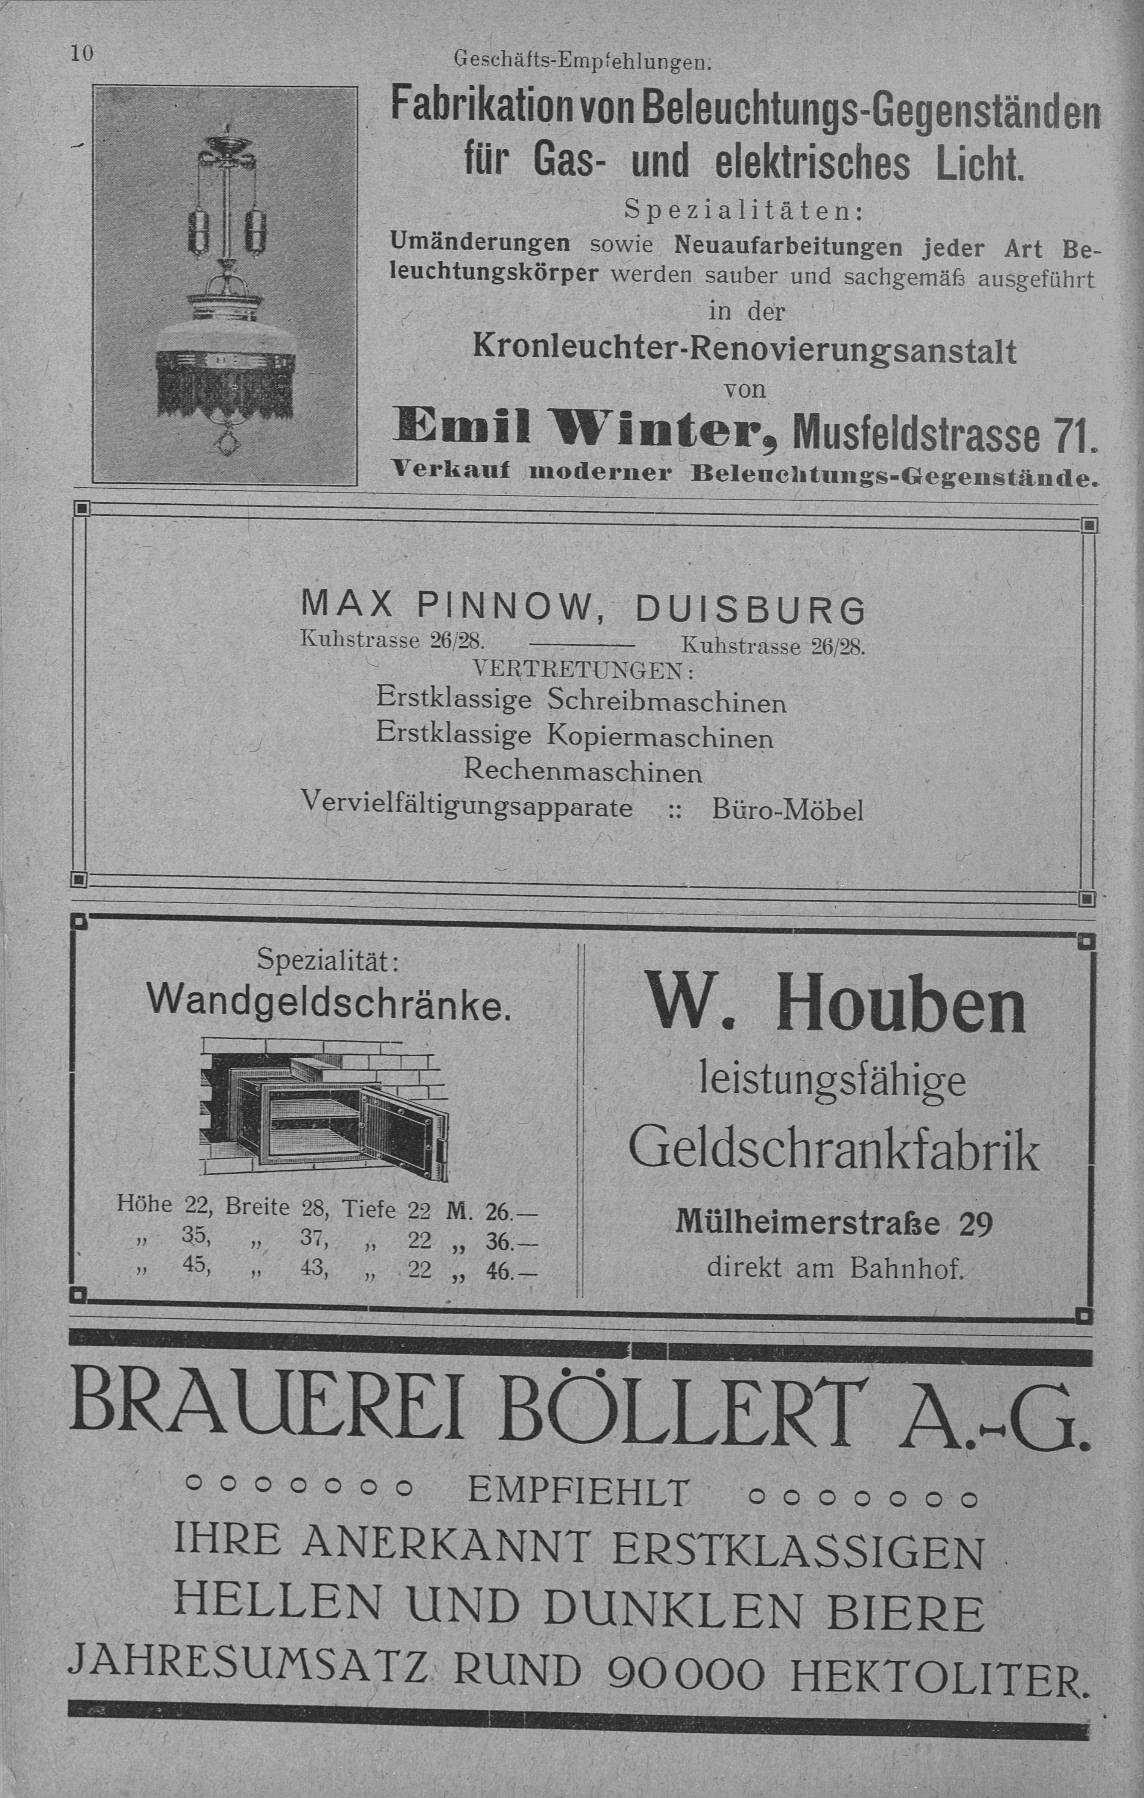 10
Geschäfts-Empfehlungen.
Fabrikation von Beleuchtungs-Gegenständen
für Gas- und elektrisches Licht.
Spezialitäten:
Umänderungen sowie Neuaufarbeitungen jeder Art Be-
leuchtungskörper werden sauber und sachgemäß ausgeführt
in der
Kronleuchter-Renovierungsanstalt
von
Emil Winter, Musfeldstrasse 71.
Verkauf moderner Beleuchtungs-Gegenstände.
MAX PINNOW, DUISBURG
Kuhstrasse 26/28. ——— Kuhstrasse 26/28.
VERTRETUNGEN:
Erstklassige Schreibmaschinen
Erstklassige Kopiermaschinen
Rechenmaschinen
Vervielfältigungsapparate :: Büro-Möbel
Spezialität:
Wandgeldschränke.
Höhe 22, Breite 28, Tiefe 22 M. 26.—
„ 35, „ 37, „ 22 „ 36.—
„ 45, „ 43, „ 22 „ 46.—
W. Houben
leistungsfähige
Geldschrankfabrik
Mülheimerstraße 29
direkt am Bahnhof.
BRAUEREI BÖLLERT A.-G.
EMPFIEHLT
IHRE ANERKANNT ERSTKLASSIGEN
HELLEN UND DUNKLEN BIERE
JAHRESUMSATZ RUND 90000 HEKTOLITER.